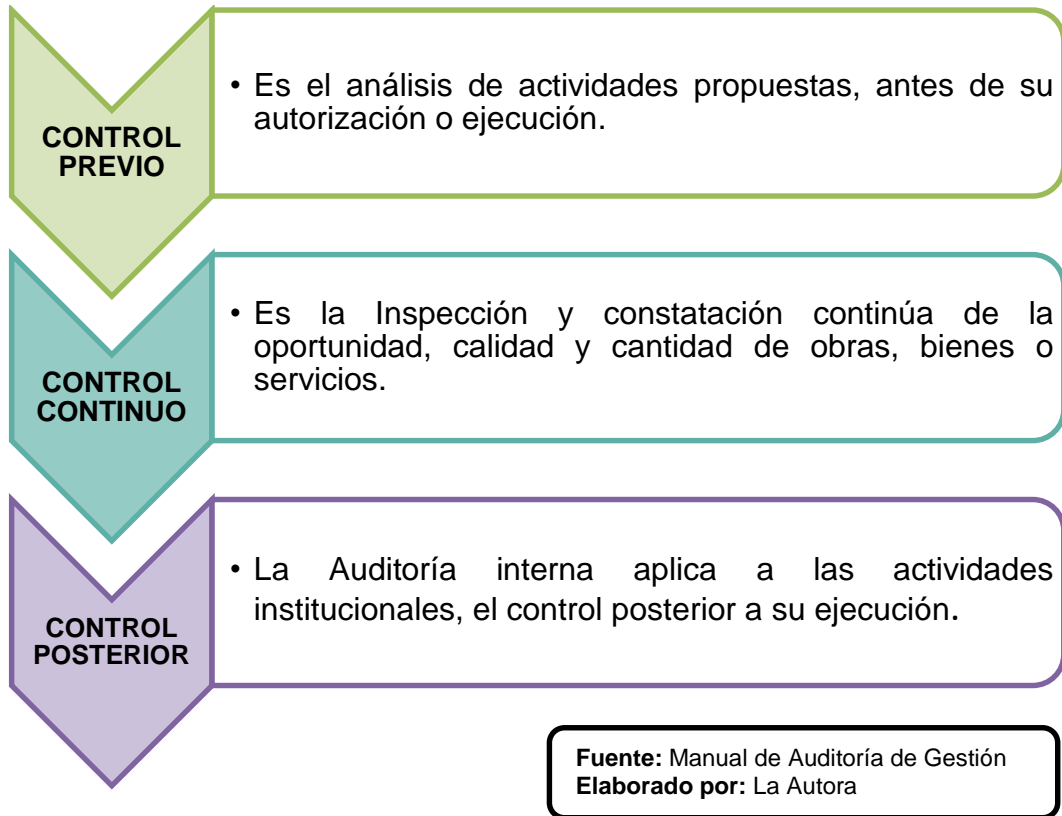 CONTROL
PREVIO
• Es el análisis de actividades propuestas, antes de su
autorización o ejecución.
CONTROL
CONTINUO
• Es la Inspección y constatación continúa de la
oportunidad, calidad y cantidad de obras, bienes o
servicios.
CONTROL
POSTERIOR
• La Auditoría interna aplica a las actividades
institucionales, el control posterior a su ejecución.
Fuente: Manual de Auditoría de Gestión
Elaborado por: La Autora